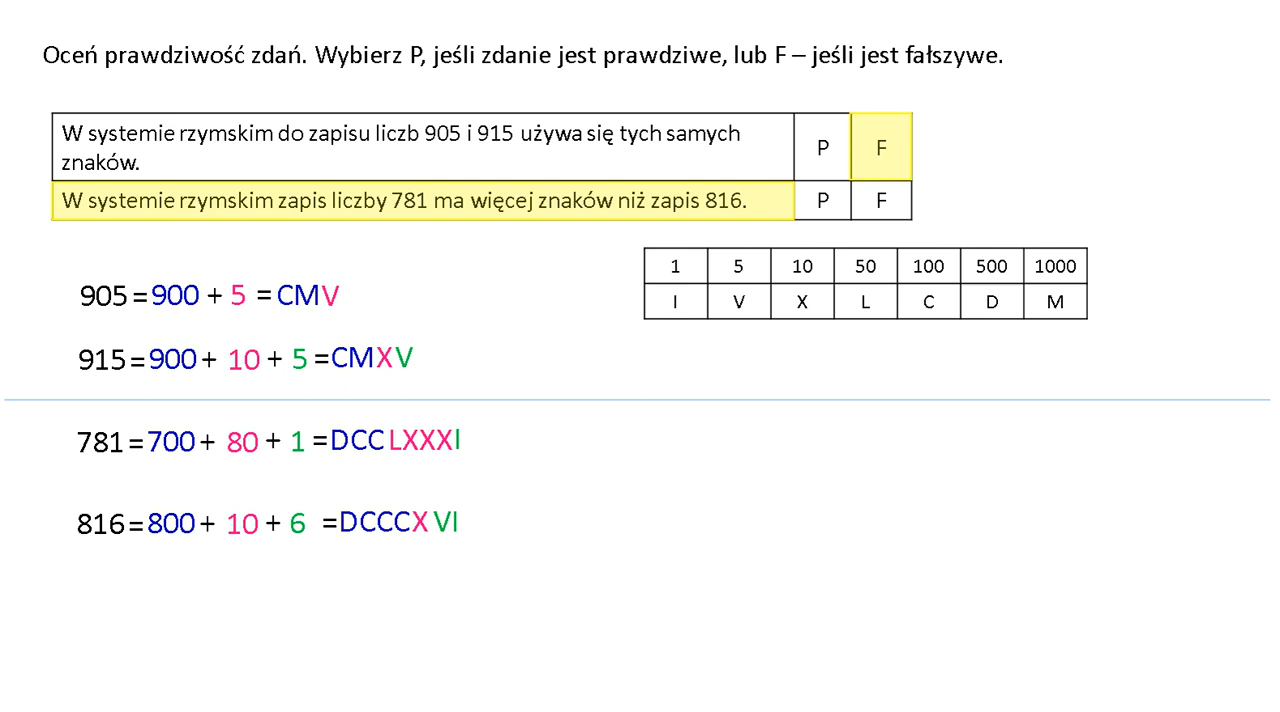 Oceń prawdziwość zdań. Wybierz P, jeśli zdanie jest prawdziwe, lub F – jeśli jest fałszywe.
W systemie rzymskim do zapisu liczb 905 i 915 używa się tych samych
znaków.
P
F
W systemie rzymskim zapis liczby 781 ma więcej znaków niż zapis 816.
P
F
1 5 10 50 100 500 1000
I V X L C D M
905 = 900 + 5 = CMV
915 = 900 + 10 + 5 = CMXV
781 = 700 + 80 + 1 = DCC LXXXI
816 = 800 + 10 + 6 = DCCCX VI